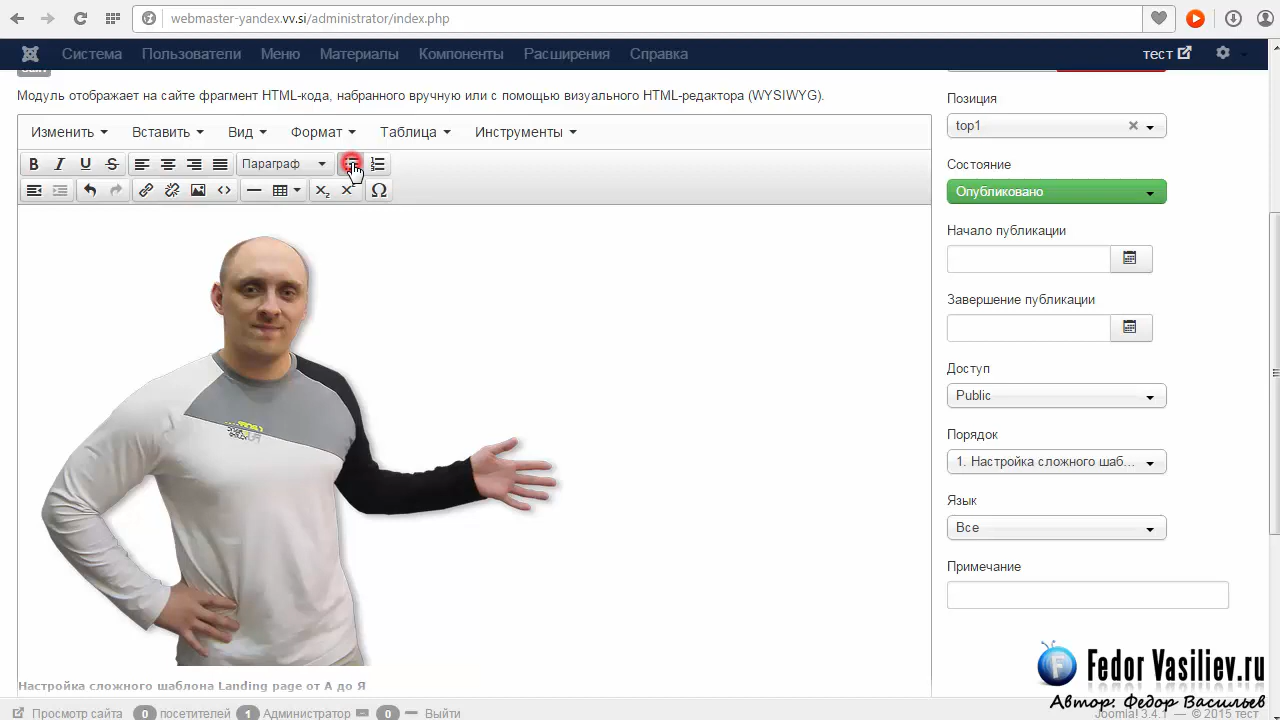 webmaster-yandex.vv.si/administrator/index.php
Система Пользователи Меню Материалы Компоненты Расширения Справка тест
Модуль отображает на сайте фрагмент HTML-кода, набранного вручную или с помощью визуального HTML-редактора (WYSIWYG).
Изменить Вставить Вид Формат Таблица Инструменты
Параграф
Позиция
top1
Состояние
Опубликовано
Начало публикации
Завершение публикации
Доступ
Public
Порядок
1. Настройка сложного шаб...
Язык
Все
Примечание
Настройка сложного шаблона Landing page от А до Я
Fedor Vasiliev.ru
Автор: Федор Васильев
Просмотр сайта 0 посетителей 1 Администратор 0 Выйти
Joomla! 3.4.1 — © 2015 тест